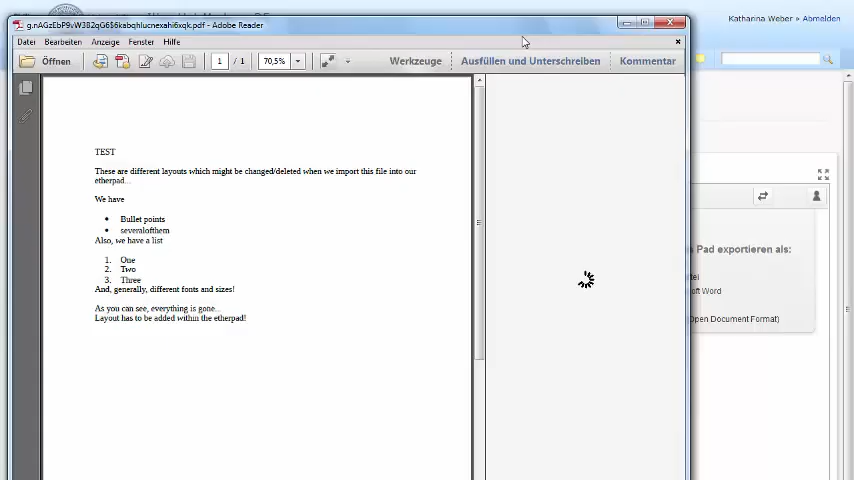 g.nAGzEbP9vW3B2qG6$6kabqhlucnexahi6xqk.pdf - Adobe Reader
Katharina Weber » Abmelden
Datei Bearbeiten Anzeige Fenster Hilfe
Öffnen 1 / 1 70,5% Werkzeuge Ausfüllen und Unterschreiben Kommentar
TEST
These are different layouts which might be changed/deleted when we import this file into our
etherpad...
We have
• Bullet points
• severalofthem
Also, we have a list
1. One
2. Two
3. Three
And, generally, different fonts and sizes!
As you can see, everything is gone...
Layout has to be added within the etherpad!
Pad exportieren als:
oft Word
Open Document Format)